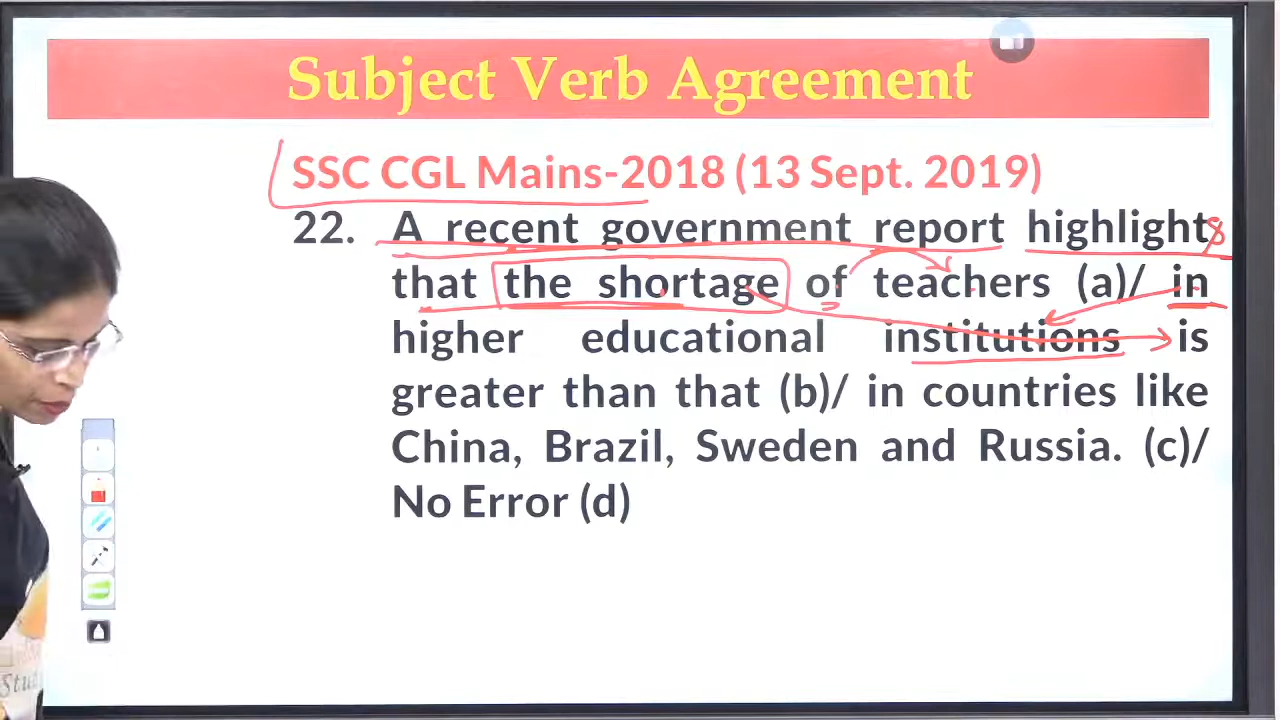 Subject Verb Agreement
SSC CGL Mains-2018 (13 Sept. 2019)
22. A recent government report highlights
that the shortage of teachers (a)/ in
higher educational institutions is
greater than that (b)/ in countries like
China, Brazil, Sweden and Russia. (c)/
No Error (d)
Stud